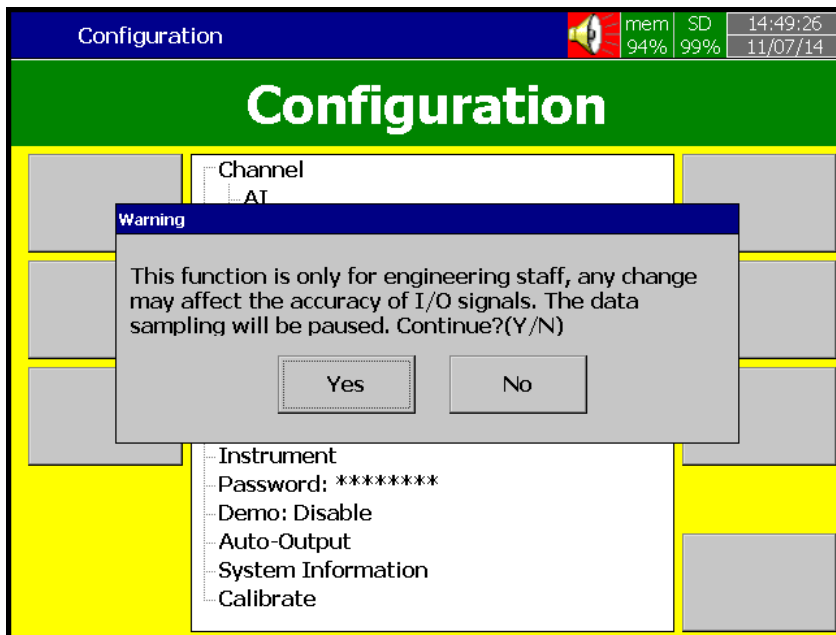 Configuration
mem SD 14:49:26
94% 99% 11/07/14
Configuration
Channel
AI
Warning
This function is only for engineering staff, any change
may affect the accuracy of I/O signals. The data
sampling will be paused. Continue?(Y/N)
Yes No
Instrument
Password: ********
Demo: Disable
Auto-Output
System Information
Calibrate